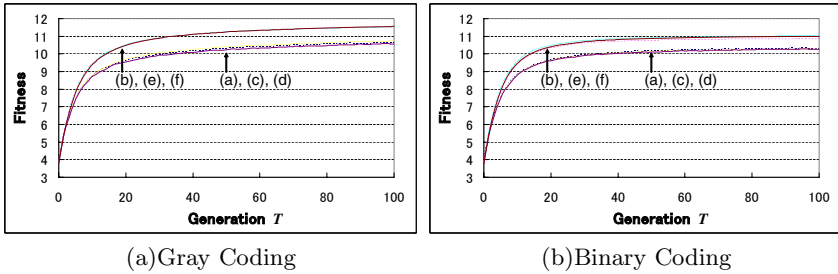 Fitness
12
11
10
9
8
7
6
5
4
3
(b), (e), (f)
(a), (c), (d)
0 20 40 60 80 100
Generation T
(a)Gray Coding
Fitness
12
11
10
9
8
7
6
5
4
3
(b), (e), (f)
(a), (c), (d)
0 20 40 60 80 100
Generation T
(b)Binary Coding